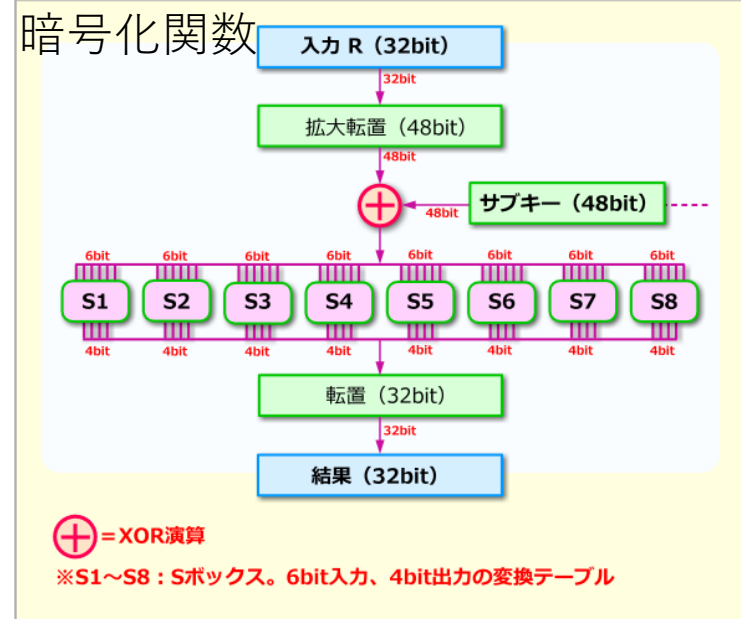 暗号化関数
入力 R（32bit）
32bit
拡大転置（48bit）
48bit
サブキー（48bit）
48bit
6bit 6bit 6bit 6bit 6bit 6bit 6bit 6bit
S1 S2 S3 S4 S5 S6 S7 S8
4bit 4bit 4bit 4bit 4bit 4bit 4bit 4bit
転置（32bit）
32bit
結果（32bit）
＝XOR演算
※S1～S8：Sボックス。6bit入力、4bit出力の変換テーブル